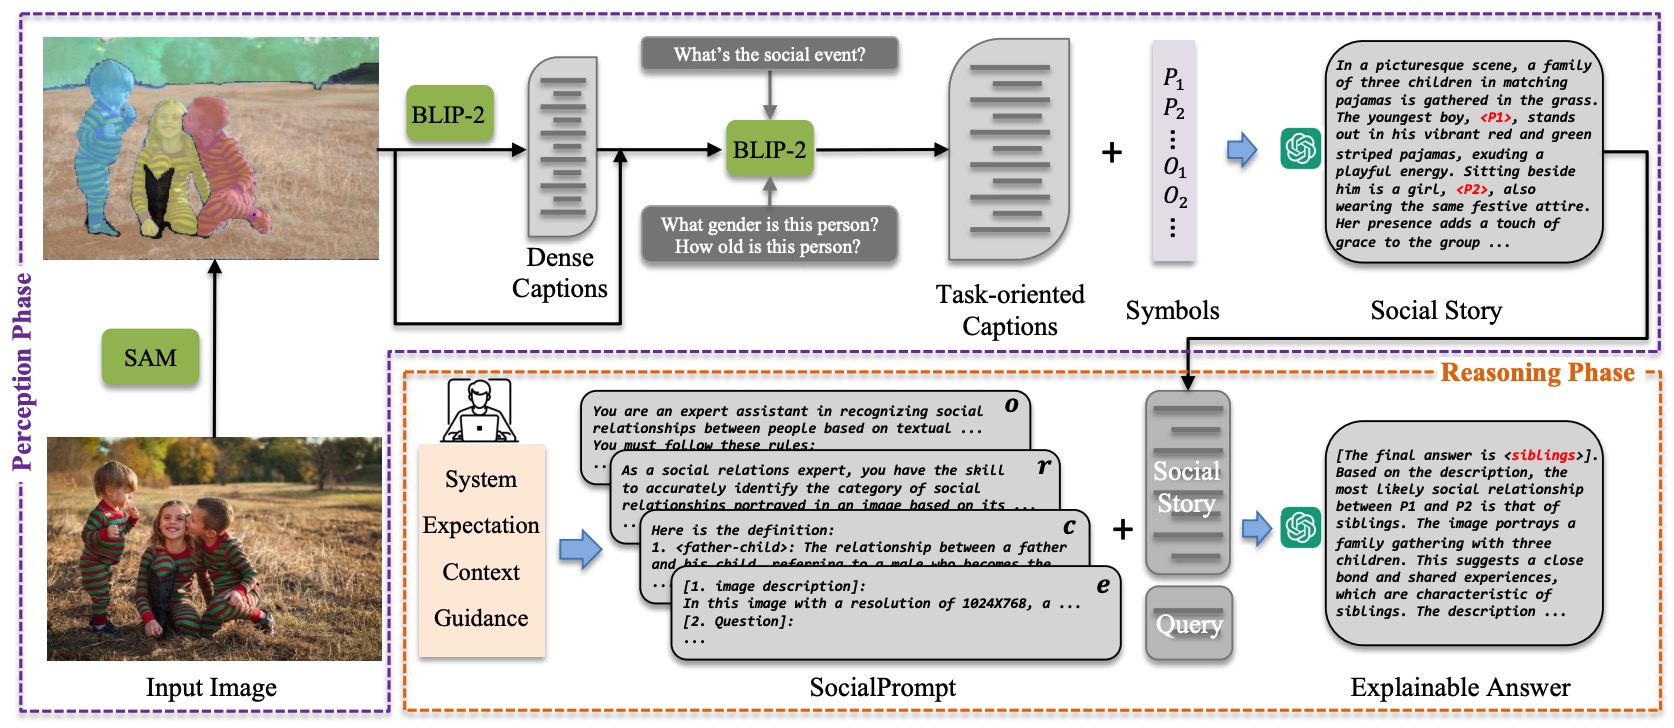 Perception Phase
BLIP-2
Dense
Captions
What's the social event?
BLIP-2
What gender is this person?
How old is this person?
Task-oriented
Captions
+
P1
P2
⋮
O1
O2
⋮
Symbols
In a picturesque scene, a family
of three children in matching
pajamas is gathered in the grass.
The youngest boy, <P1>, stands
out in his vibrant red and green
striped pajamas, exuding a
playful energy. Sitting beside
him is a girl, <P2>, also
wearing the same festive attire.
Her presence adds a touch of
grace to the group ...
Social Story
SAM
Input Image
Reasoning Phase
System
Expectation
Context
Guidance
You are an expert assistant in recognizing social
relationships between people based on textual ...
You must follow these rules:
..
o
As a social relations expert, you have the skill
to accurately identify the category of social
relationships portrayed in an image based on its ...
..
r
Here is the definition:
1. <father-child>: The relationship between a father
and his child, referring to a male who becomes the
..
c
[1. image description]:
In this image with a resolution of 1024X768, a ...
[2. Question]:
...
e
SocialPrompt
+
Social
Story
Query
[The final answer is <siblings>].
Based on the description, the
most likely social relationship
between P1 and P2 is that of
siblings. The image portrays a
family gathering with three
children. This suggests a close
bond and shared experiences,
which are characteristic of
siblings. The description ...
Explainable Answer